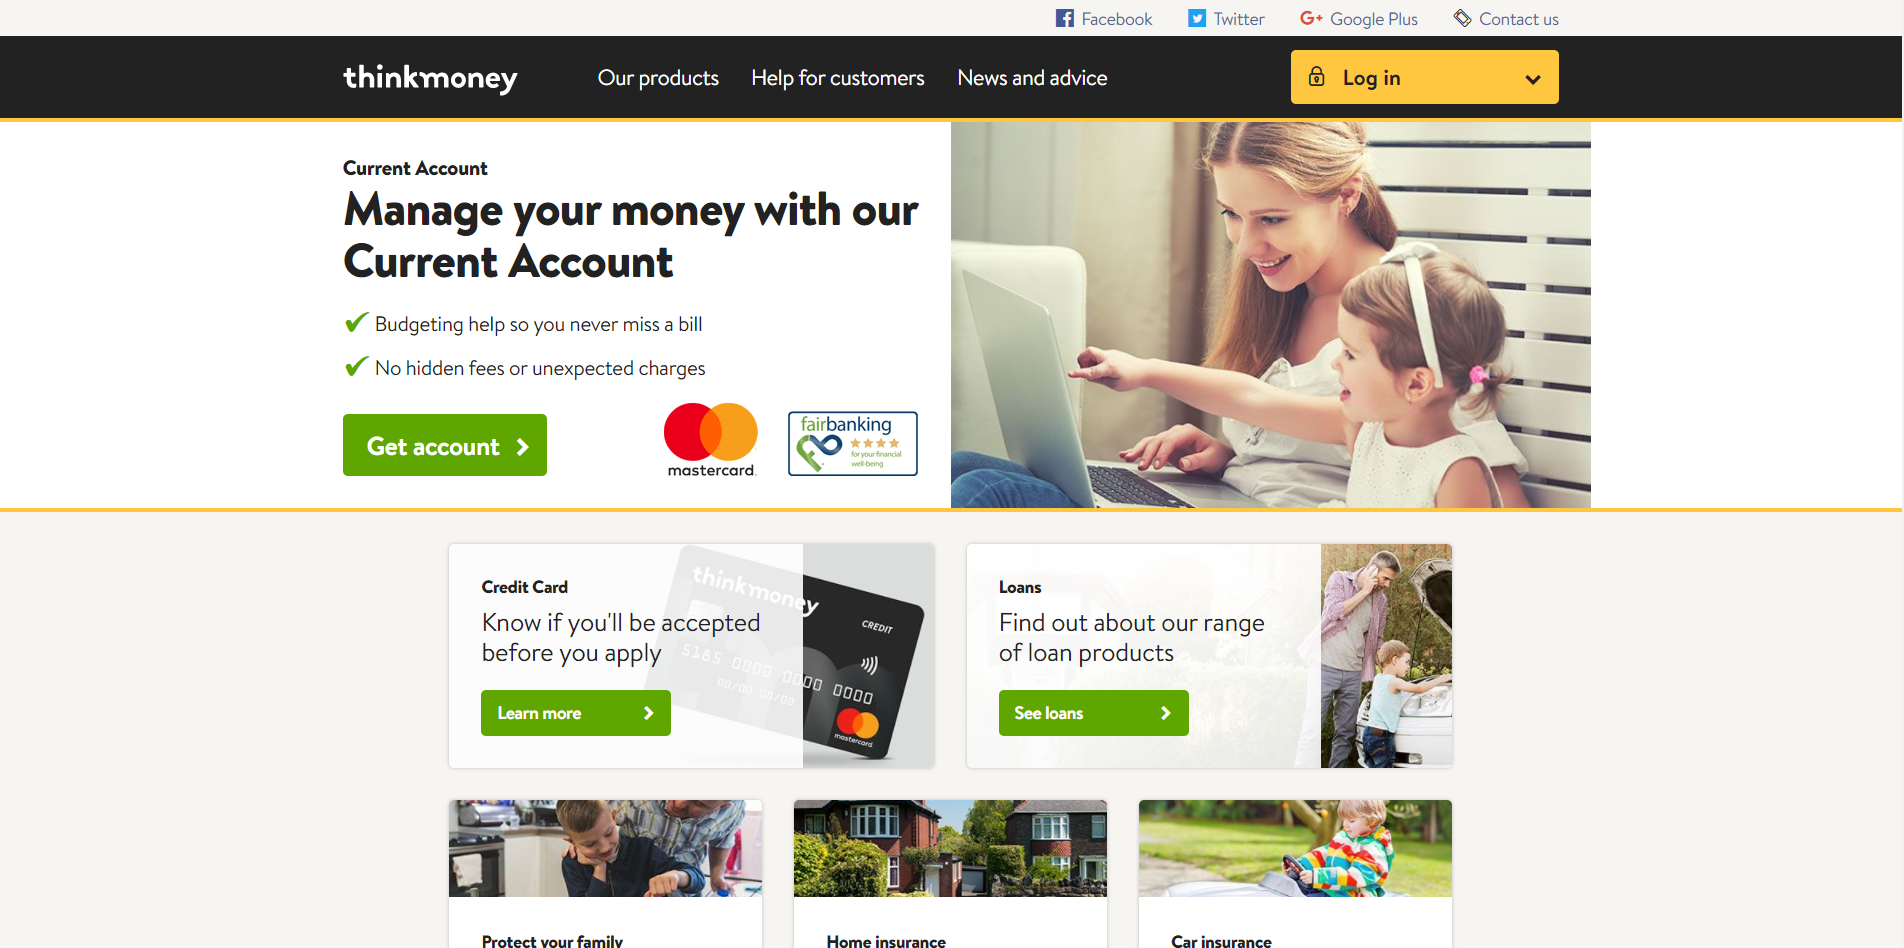 Facebook
Twitter
Google Plus
Contact us
thinkmoney
Our products
Help for customers
News and advice
Log in
Current Account
Manage your money with our
Current Account
Budgeting help so you never miss a bill
No hidden fees or unexpected charges
Get account
mastercard
fairbanking
for your financial
well-being
Credit Card
Know if you'll be accepted
before you apply
Learn more
thinkmoney
CREDIT
5185 0000 0000 0000
00/00 00/00
mastercard
Loans
Find out about our range
of loan products
See loans
Protect your family
Home insurance
Car insurance